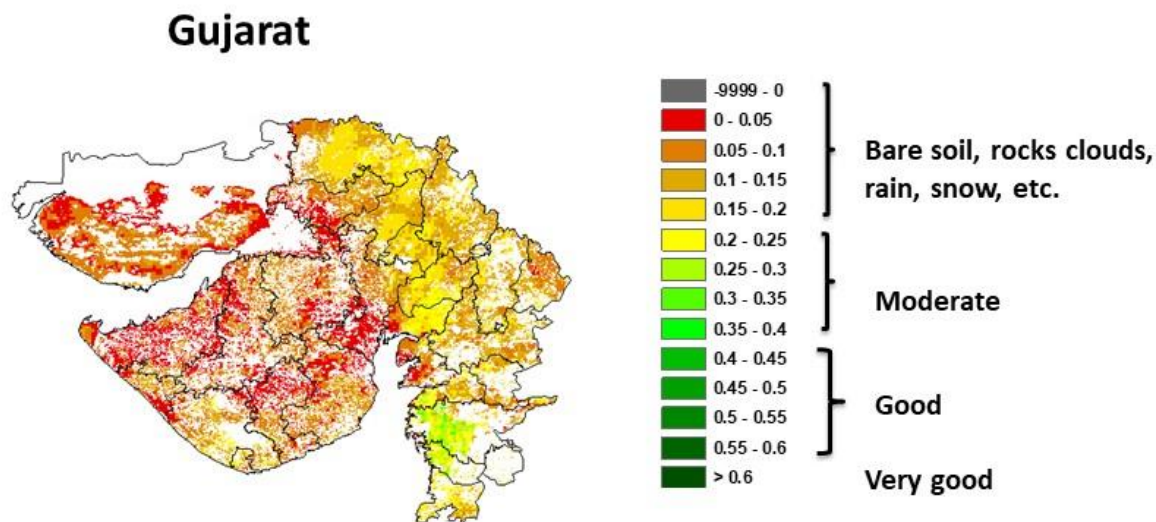 Gujarat
-9999 - 0
0 - 0.05
0.05 - 0.1
0.1 - 0.15
0.15 - 0.2
0.2 - 0.25
0.25 - 0.3
0.3 - 0.35
0.35 - 0.4
0.4 - 0.45
0.45 - 0.5
0.5 - 0.55
0.55 - 0.6
> 0.6
Bare soil, rocks clouds,
rain, snow, etc.
Moderate
Good
Very good